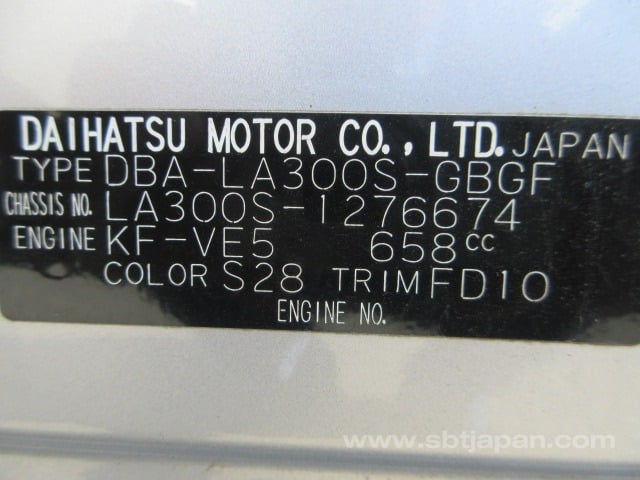 DAIHATSU MOTOR CO., LTD. JAPAN
TYPE DBA-LA300S-GBGF
CHASSIS NO. LA300S-1276674
ENGINE KF-VE5 658cc
COLOR S28 TRIM FD10
ENGINE NO.
www.sbtjapan.com